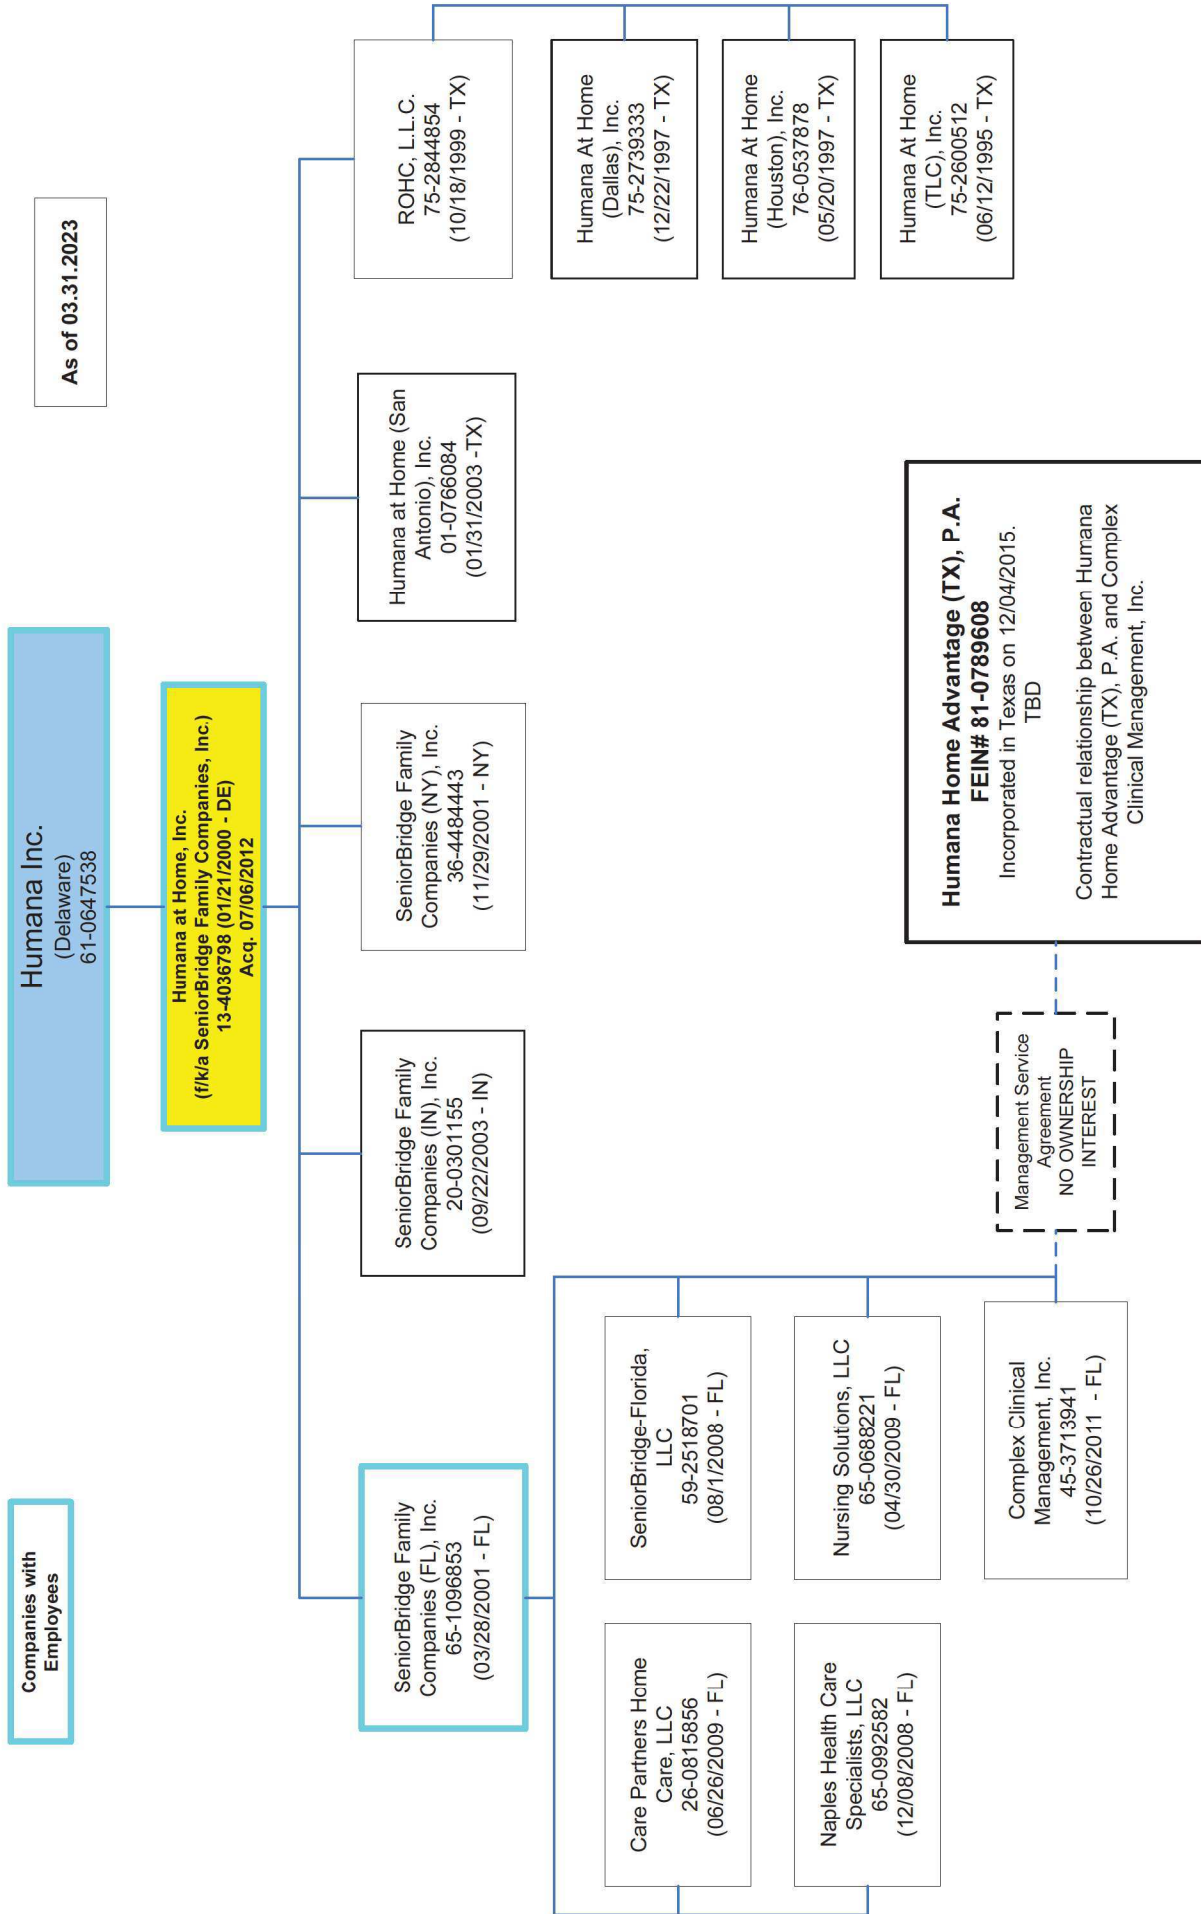 Companies with
Employees
Humana Inc.
(Delaware)
61-0647538
As of 03.31.2023
Humana at Home, Inc.
(f/k/a SeniorBridge Family Companies, Inc.)
13-4036798 (01/21/2000 - DE)
Acq. 07/06/2012
SeniorBridge Family
Companies (FL), Inc.
65-1096853
(03/28/2001 - FL)
SeniorBridge Family
Companies (IN), Inc.
20-0301155
(09/22/2003 - IN)
SeniorBridge Family
Companies (NY), Inc.
36-4484443
(11/29/2001 - NY)
Humana at Home (San
Antonio), Inc.
01-0766084
(01/31/2003 -TX)
ROHC, L.L.C.
75-2844854
(10/18/1999 - TX)
Care Partners Home
Care, LLC
26-0815856
(06/26/2009 - FL)
SeniorBridge-Florida,
LLC
59-2518701
(08/1/2008 - FL)
Humana At Home
(Dallas), Inc.
75-2739333
(12/22/1997 - TX)
Naples Health Care
Specialists, LLC
65-0992582
(12/08/2008 - FL)
Nursing Solutions, LLC
65-0688221
(04/30/2009 - FL)
Humana At Home
(Houston), Inc.
76-0537878
(05/20/1997 - TX)
Complex Clinical
Management, Inc.
45-3713941
(10/26/2011 - FL)
Management Service
Agreement
NO OWNERSHIP
INTEREST
Humana At Home
(TLC), Inc.
75-2600512
(06/12/1995 - TX)
Humana Home Advantage (TX), P.A.
FEIN# 81-0789608
Incorporated in Texas on 12/04/2015.
TBD
Contractual relationship between Humana
Home Advantage (TX), P.A. and Complex
Clinical Management, Inc.